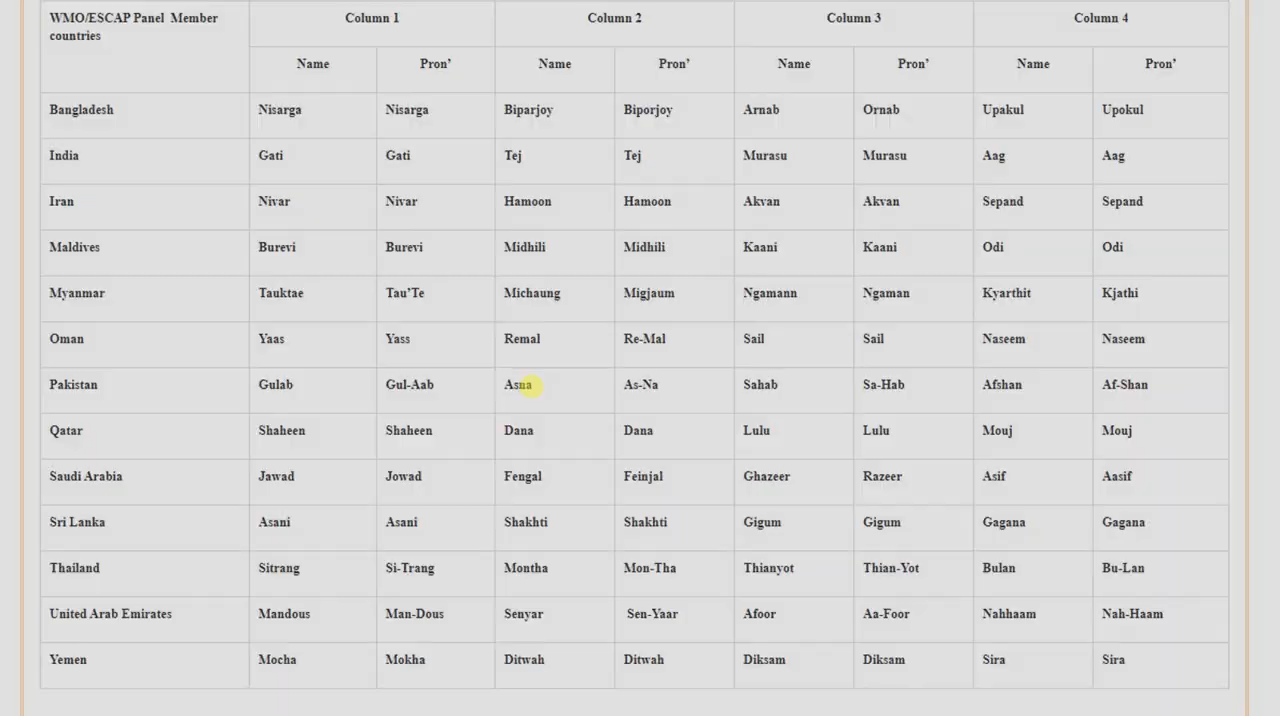 WMO/ESCAP Panel Member countries Column 1 Column 2 Column 3 Column 4
Name Pron’ Name Pron’ Name Pron’ Name Pron’
Bangladesh Nisarga Nisarga Biparjoy Biporjoy Arnab Ornab Upakul Upokul
India Gati Gati Tej Tej Murasu Murasu Aag Aag
Iran Nivar Nivar Hamoon Hamoon Akvan Akvan Sepand Sepand
Maldives Burevi Burevi Midhili Midhili Kaani Kaani Odi Odi
Myanmar Tauktae Tau’Te Michaung Migjaum Ngamann Ngaman Kyarthit Kjathi
Oman Yaas Yass Remal Re-Mal Sail Sail Naseem Naseem
Pakistan Gulab Gul-Aab Asna As-Na Sahab Sa-Hab Afshan Af-Shan
Qatar Shaheen Shaheen Dana Dana Lulu Lulu Mouj Mouj
Saudi Arabia Jawad Jowad Fengal Feinjal Ghazeer Razeer Asif Aasif
Sri Lanka Asani Asani Shakhti Shakhti Gigum Gigum Gagana Gagana
Thailand Sitrang Si-Trang Montha Mon-Tha Thianyot Thian-Yot Bulan Bu-Lan
United Arab Emirates Mandous Man-Dous Senyar Sen-Yaar Afoor Aa-Foor Nahhaam Nah-Haam
Yemen Mocha Mokha Ditwah Ditwah Diksam Diksam Sira Sira